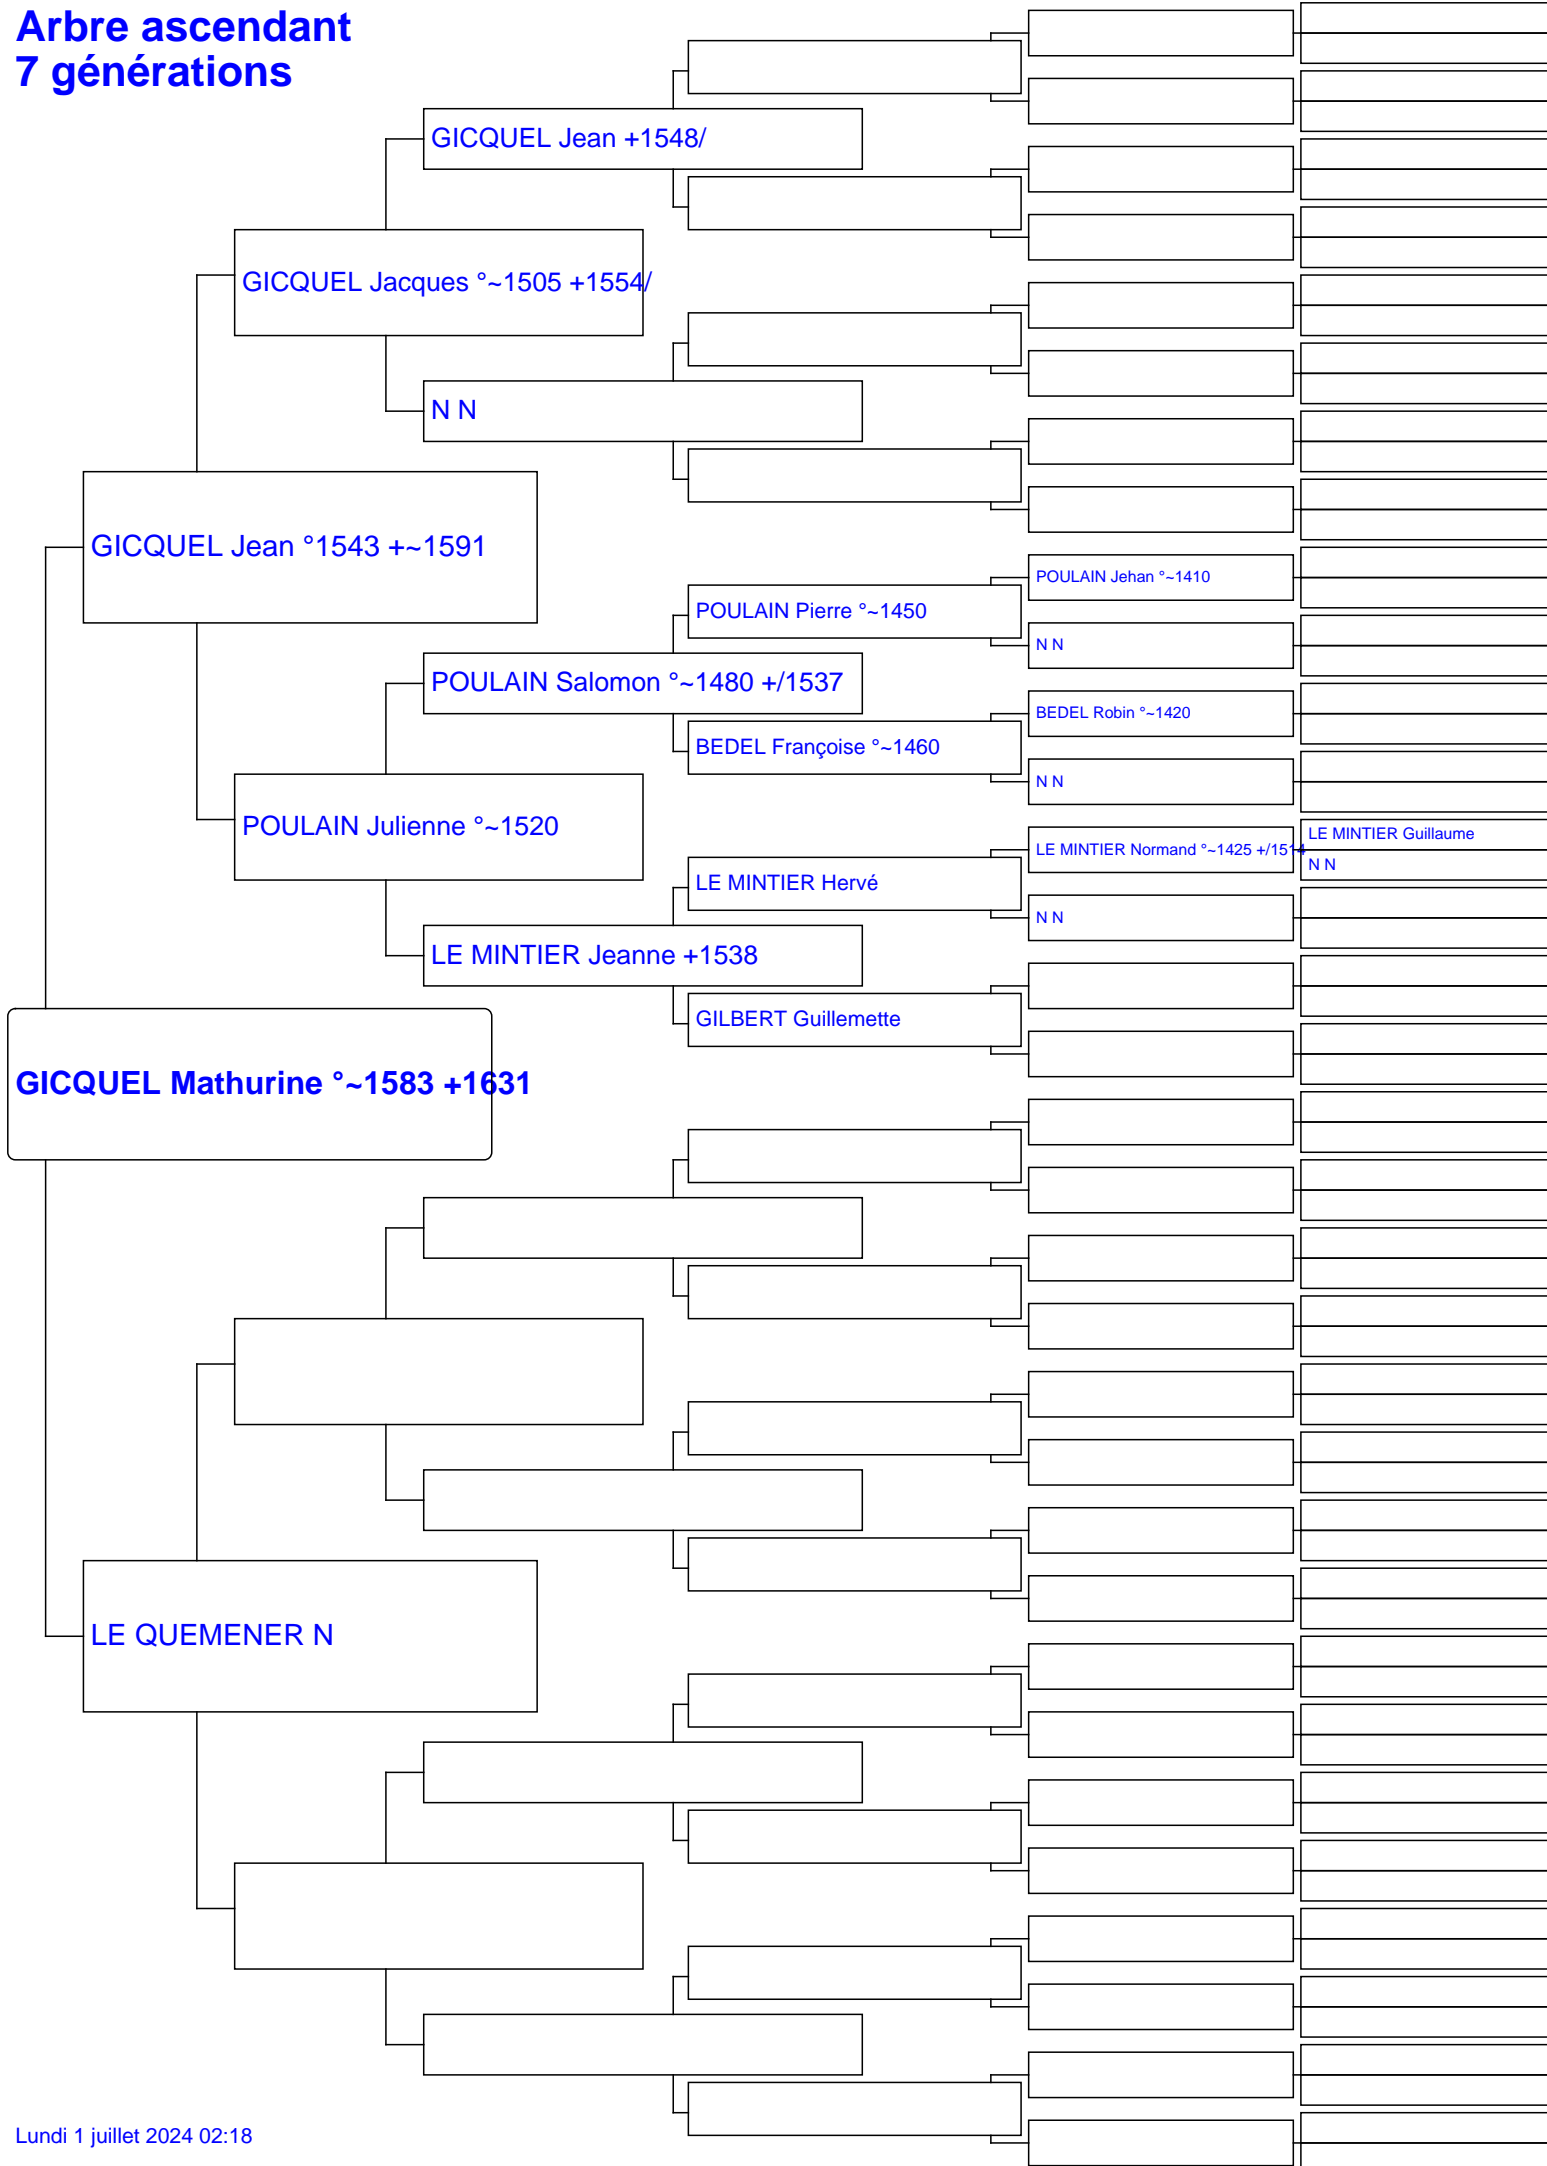 Arbre ascendant
7 générations
GICQUEL Jean +1548/
GICQUEL Jacques °~1505 +1554/
N N
GICQUEL Jean °1543 +~1591
POULAIN Jehan °~1410
POULAIN Pierre °~1450
N N
POULAIN Salomon °~1480 +/1537
BEDEL Robin °~1420
BEDEL Françoise °~1460
N N
POULAIN Julienne °~1520
LE MINTIER Guillaume
LE MINTIER Normand °~1425 +/1514
N N
LE MINTIER Hervé
N N
LE MINTIER Jeanne +1538
GILBERT Guillemette
GICQUEL Mathurine °~1583 +1631
LE QUEMENER N
Lundi 1 juillet 2024 02:18